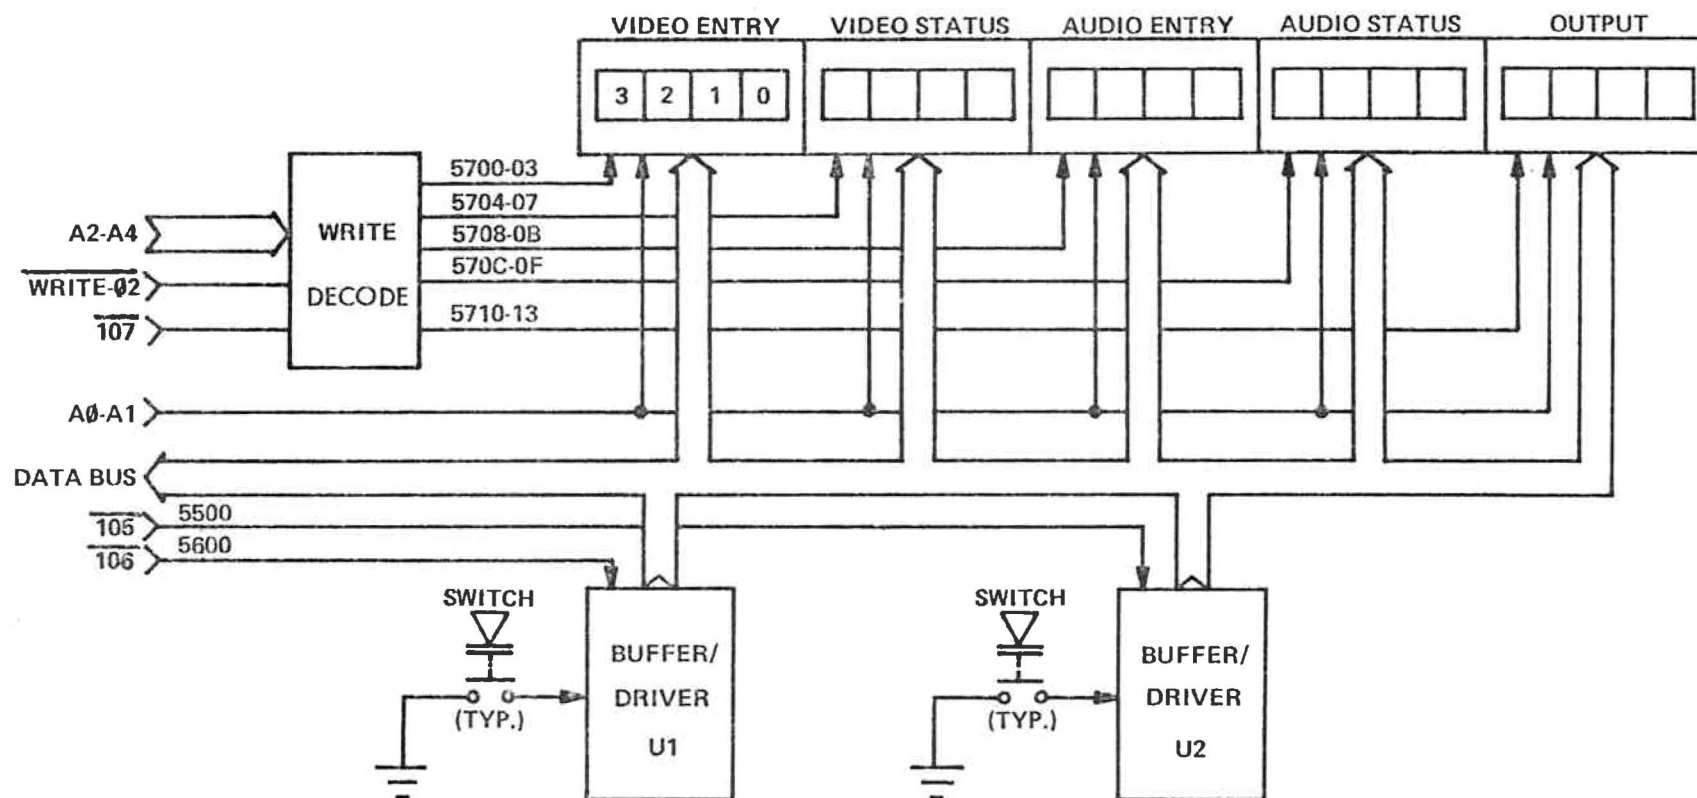 VIDEO ENTRY VIDEO STATUS AUDIO ENTRY AUDIO STATUS OUTPUT
3 2 1 0
5700-03
5704-07
A2-A4 WRITE 5708-0B
WRITE-02 570C-0F
DECODE
107 5710-13
A0-A1
DATA BUS
105 5500
106 5600
SWITCH SWITCH
BUFFER/ BUFFER/
DRIVER DRIVER
(TYP.) (TYP.)
U1 U2